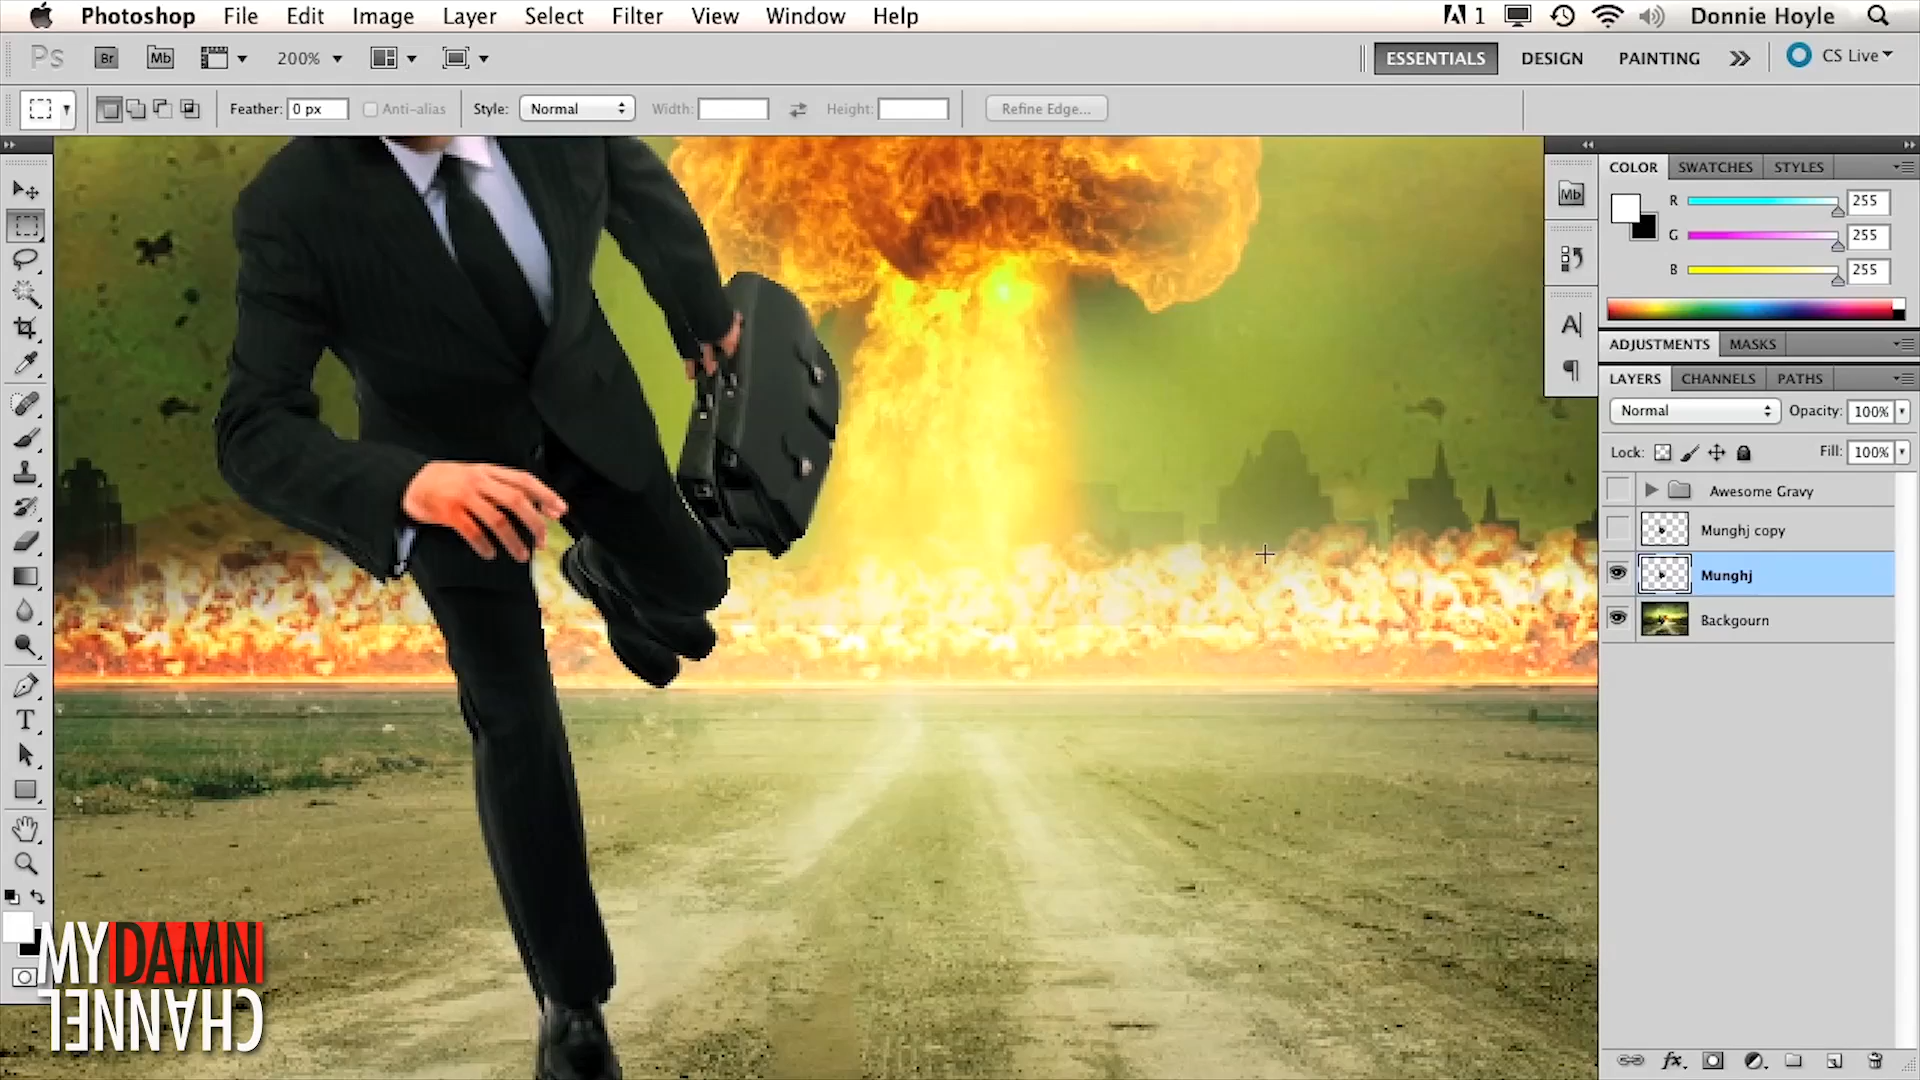 Photoshop File Edit Image Layer Select Filter View Window Help 1 Donnie Hoyle
Ps Br Mb 200% ESSENTIALS DESIGN PAINTING CS Live
Feather: 0 px Anti-alias Style: Normal Width: Height: Refine Edge...
COLOR SWATCHES STYLES
Mb
R 255
G 255
B 255
A
ADJUSTMENTS MASKS
LAYERS CHANNELS PATHS
Normal Opacity: 100%
Lock: Fill: 100%
Awesome Gravy
Munghj copy
Munghj
Backgourn
T
MYDAMN
CHANNEL
fx